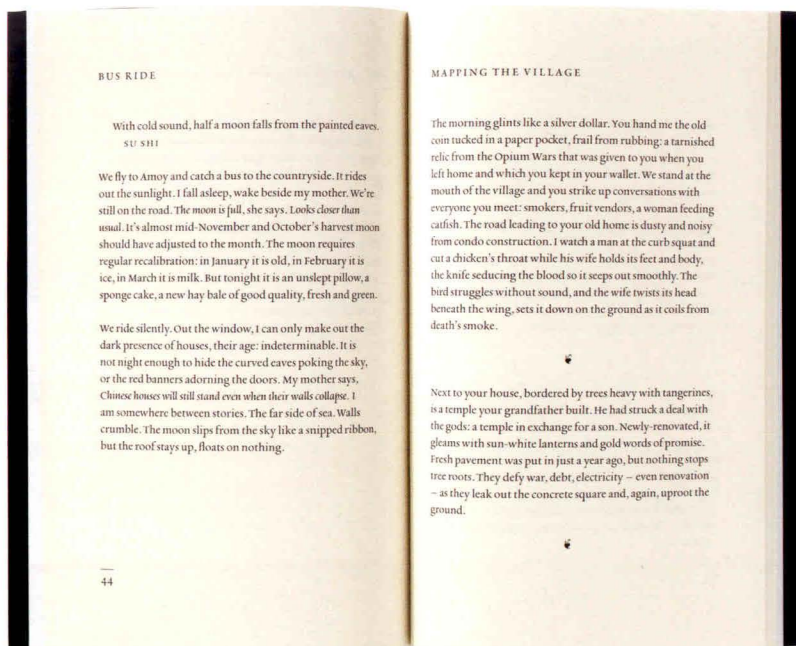 BUS RIDE
With cold sound, half a moon falls from the painted eaves.
SU SHI
We fly to Amoy and catch a bus to the countryside. It rides
out the sunlight. I fall asleep, wake beside my mother. We're
still on the road. The moon is full, she says. Looks closer than
usual. It's almost mid-November and October's harvest moon
should have adjusted to the month. The moon requires
regular recalibration: in January it is old, in February it is
ice, in March it is milk. But tonight it is an unslept pillow, a
sponge cake, a new hay bale of good quality, fresh and green.
We ride silently. Out the window, I can only make out the
dark presence of houses, their age: indeterminable. It is
not night enough to hide the curved eaves poking the sky,
or the red banners adorning the doors. My mother says,
Chinese houses will still stand even when their walls collapse. I
am somewhere between stories. The far side of sea. Walls
crumble. The moon slips from the sky like a snipped ribbon,
but the roof stays up, floats on nothing.
44
MAPPING THE VILLAGE
The morning glints like a silver dollar. You hand me the old
coin tucked in a paper pocket, frail from rubbing: a tarnished
relic from the Opium Wars that was given to you when you
left home and which you kept in your wallet. We stand at the
mouth of the village and you strike up conversations with
everyone you meet: smokers, fruit vendors, a woman feeding
catfish. The road leading to your old home is dusty and noisy
from condo construction. I watch a man at the curb squat and
cut a chicken's throat while his wife holds its feet and body,
the knife seducing the blood so it seeps out smoothly. The
bird struggles without sound, and the wife twists its head
beneath the wing, sets it down on the ground as it coils from
death's smoke.
Next to your house, bordered by trees heavy with tangerines,
is a temple your grandfather built. He had struck a deal with
the gods: a temple in exchange for a son. Newly-renovated, it
gleams with sun-white lanterns and gold words of promise.
Fresh pavement was put in just a year ago, but nothing stops
tree roots. They defy war, debt, electricity – even renovation
– as they leak out the concrete square and, again, uproot the
ground.